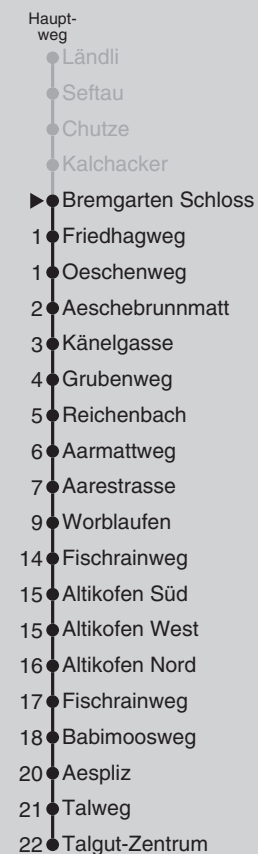 Haupt-
weg
Ländli
Seftau
Chutze
Kalchacker
Bremgarten Schloss
1 Friedhagweg
1 Oeschenweg
2 Aeschebrunnmatt
3 Känelgasse
4 Grubenweg
5 Reichenbach
6 Aarmattweg
7 Aarestrasse
9 Worblaufen
14 Fischrainweg
15 Altikofen Süd
15 Altikofen West
16 Altikofen Nord
17 Fischrainweg
18 Babimoosweg
20 Aespliz
21 Talweg
22 Talgut-Zentrum